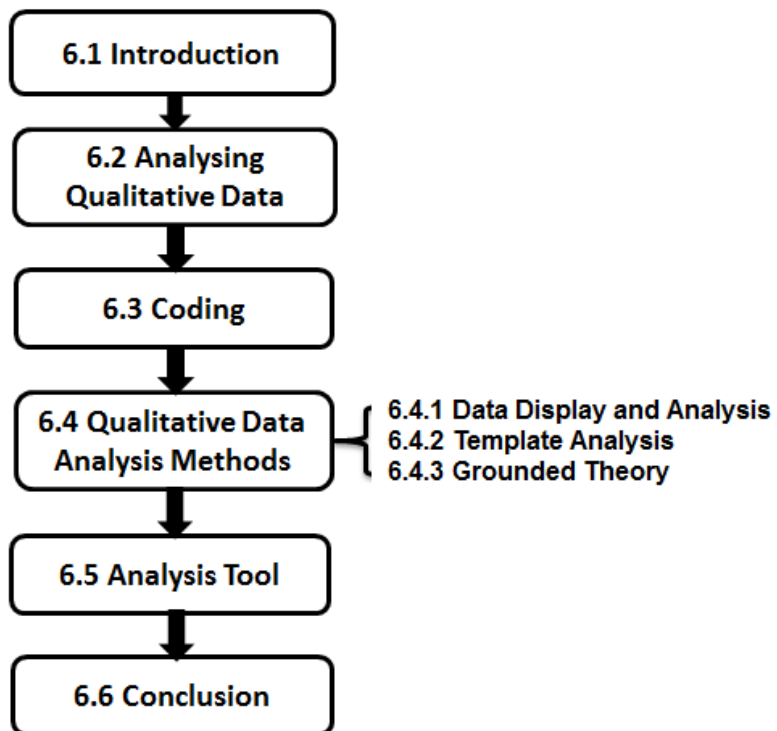 6.1 Introduction
6.2 Analysing
Qualitative Data
6.3 Coding
6.4 Qualitative Data
Analysis Methods
6.4.1 Data Display and Analysis
6.4.2 Template Analysis
6.4.3 Grounded Theory
6.5 Analysis Tool
6.6 Conclusion